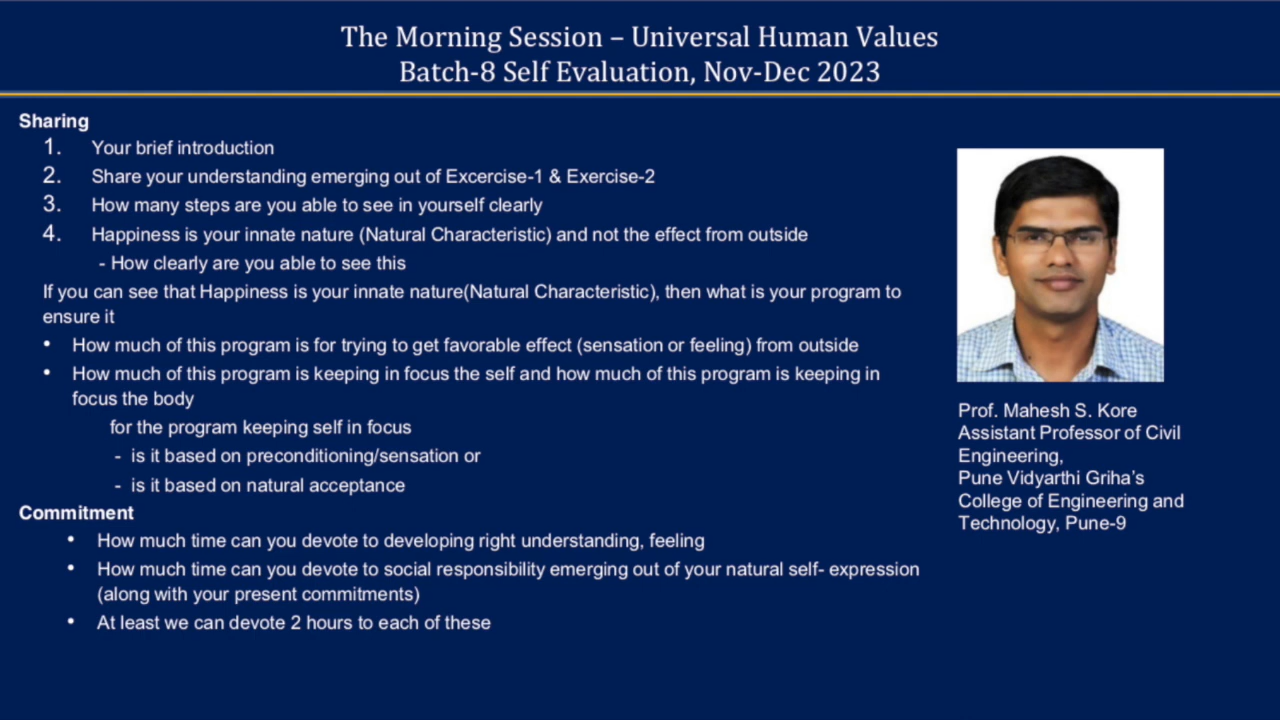 The Morning Session – Universal Human Values
Batch-8 Self Evaluation, Nov-Dec 2023
Sharing
1. Your brief introduction
2. Share your understanding emerging out of Excercise-1 & Exercise-2
3. How many steps are you able to see in yourself clearly
4. Happiness is your innate nature (Natural Characteristic) and not the effect from outside
- How clearly are you able to see this
If you can see that Happiness is your innate nature(Natural Characteristic), then what is your program to
ensure it
• How much of this program is for trying to get favorable effect (sensation or feeling) from outside
• How much of this program is keeping in focus the self and how much of this program is keeping in
focus the body
for the program keeping self in focus
- is it based on preconditioning/sensation or
- is it based on natural acceptance
Commitment
• How much time can you devote to developing right understanding, feeling
• How much time can you devote to social responsibility emerging out of your natural self- expression
(along with your present commitments)
• At least we can devote 2 hours to each of these
Prof. Mahesh S. Kore
Assistant Professor of Civil
Engineering,
Pune Vidyarthi Griha's
College of Engineering and
Technology, Pune-9